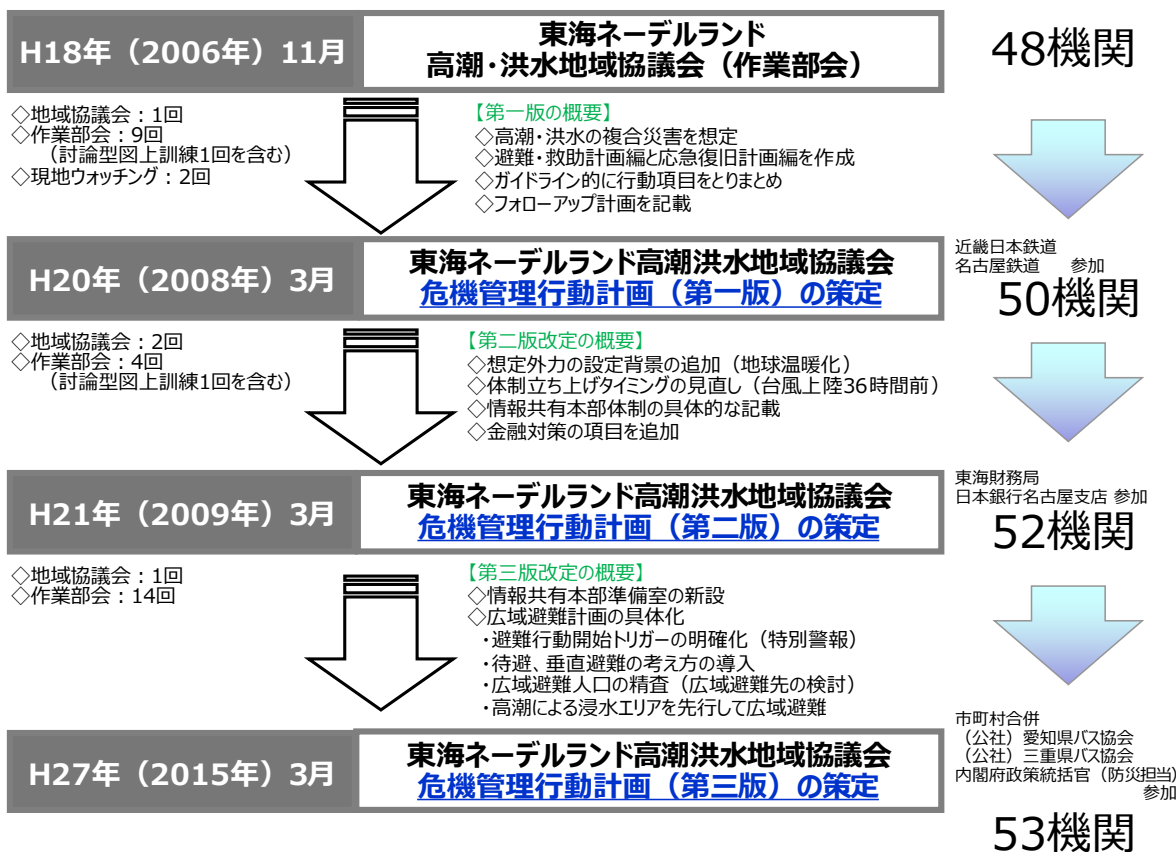 H18年（2006年）11月
東海ネーデルランド
高潮・洪水地域協議会（作業部会）
48機関
◇地域協議会：1回
◇作業部会：9回
（討論型図上訓練1回を含む）
◇現地ウォッチング：2回
【第一版の概要】
◇高潮・洪水の複合災害を想定
◇避難・救助計画編と応急復旧計画編を作成
◇ガイドライン的に行動項目をとりまとめ
◇フォローアップ計画を記載
H20年（2008年）3月
東海ネーデルランド高潮洪水地域協議会
危機管理行動計画（第一版）の策定
近畿日本鉄道
名古屋鉄道　参加
50機関
◇地域協議会：2回
◇作業部会：4回
（討論型図上訓練1回を含む）
【第二版改定の概要】
◇想定外力の設定背景の追加（地球温暖化）
◇体制立ち上げタイミングの見直し（台風上陸36時間前）
◇情報共有本部体制の具体的な記載
◇金融対策の項目を追加
H21年（2009年）3月
東海ネーデルランド高潮洪水地域協議会
危機管理行動計画（第二版）の策定
東海財務局
日本銀行名古屋支店 参加
52機関
◇地域協議会：1回
◇作業部会：14回
【第三版改定の概要】
◇情報共有本部準備室の新設
◇広域避難計画の具体化
・避難行動開始トリガーの明確化（特別警報）
・待避、垂直避難の考え方の導入
・広域避難人口の精査（広域避難先の検討）
・高潮による浸水エリアを先行して広域避難
H27年（2015年）3月
東海ネーデルランド高潮洪水地域協議会
危機管理行動計画（第三版）の策定
市町村合併
（公社）愛知県バス協会
（公社）三重県バス協会
内閣府政策統括官（防災担当）
参加
53機関